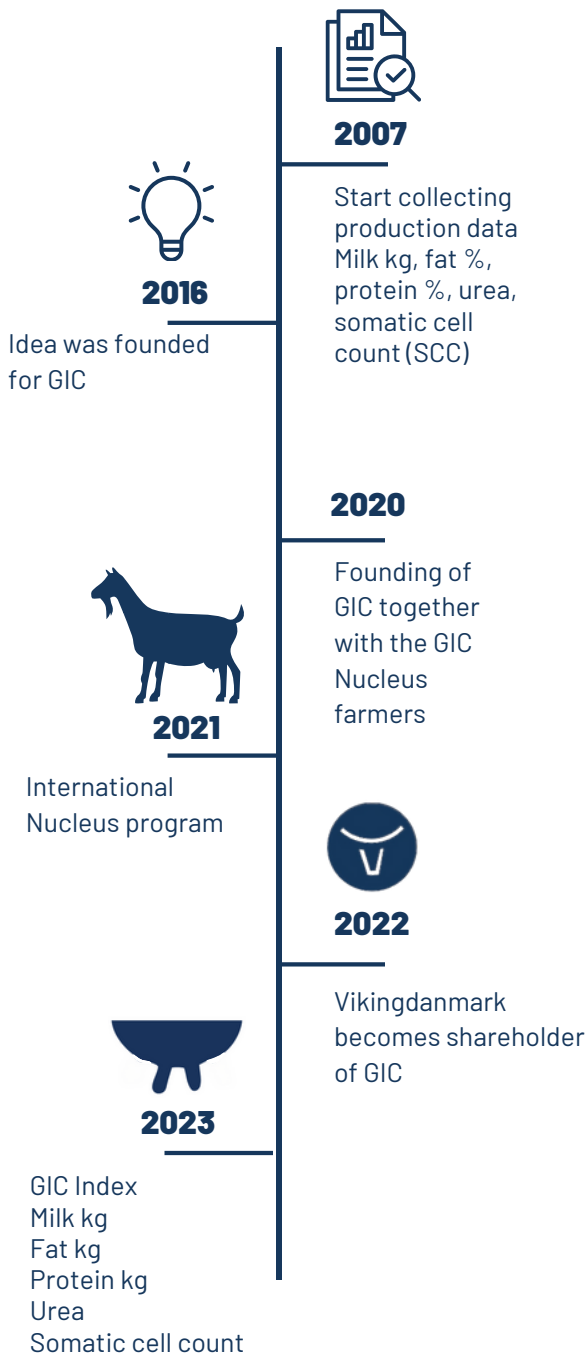 2007
Start collecting
production data
Milk kg, fat %,
protein %, urea,
somatic cell
count (SCC)
2016
Idea was founded
for GIC
2020
Founding of
GIC together
with the GIC
Nucleus
farmers
2021
International
Nucleus program
2022
Vikingdanmark
becomes shareholder
of GIC
2023
GIC Index
Milk kg
Fat kg
Protein kg
Urea
Somatic cell count